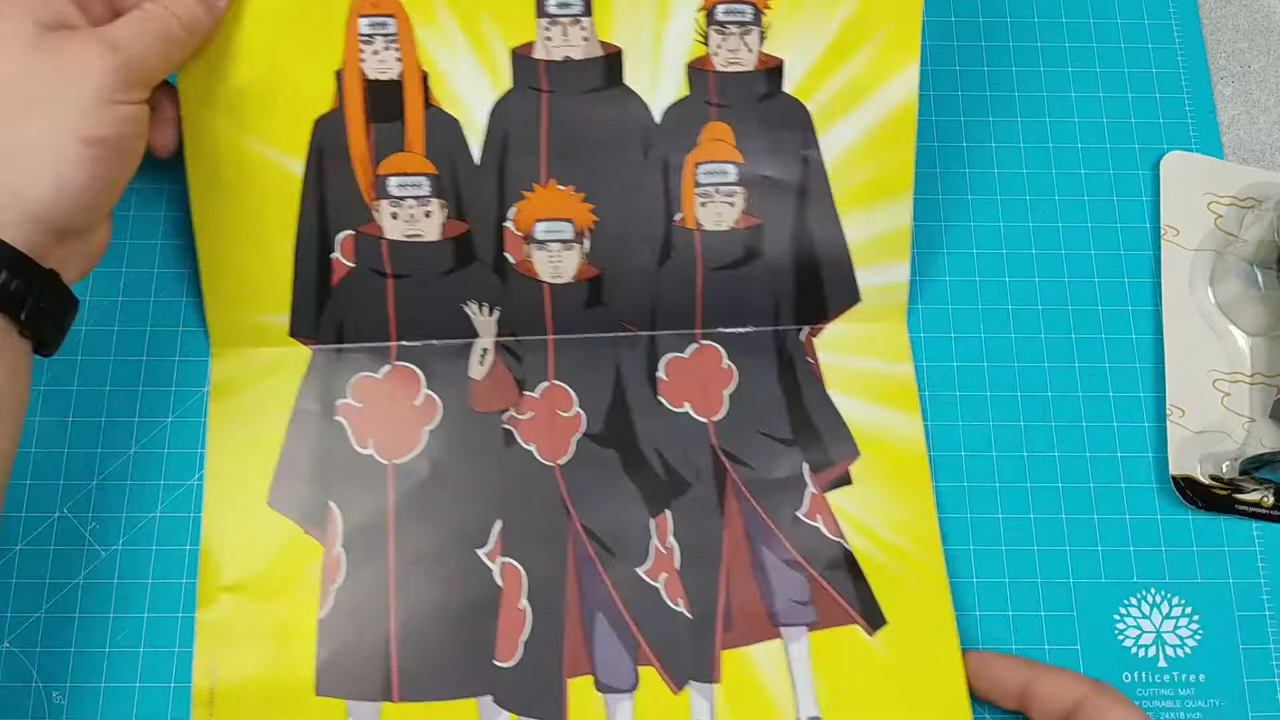 OfficeTree
CUTTING MAT
Y DURABLE QUALITY-
E: 24X18 inch